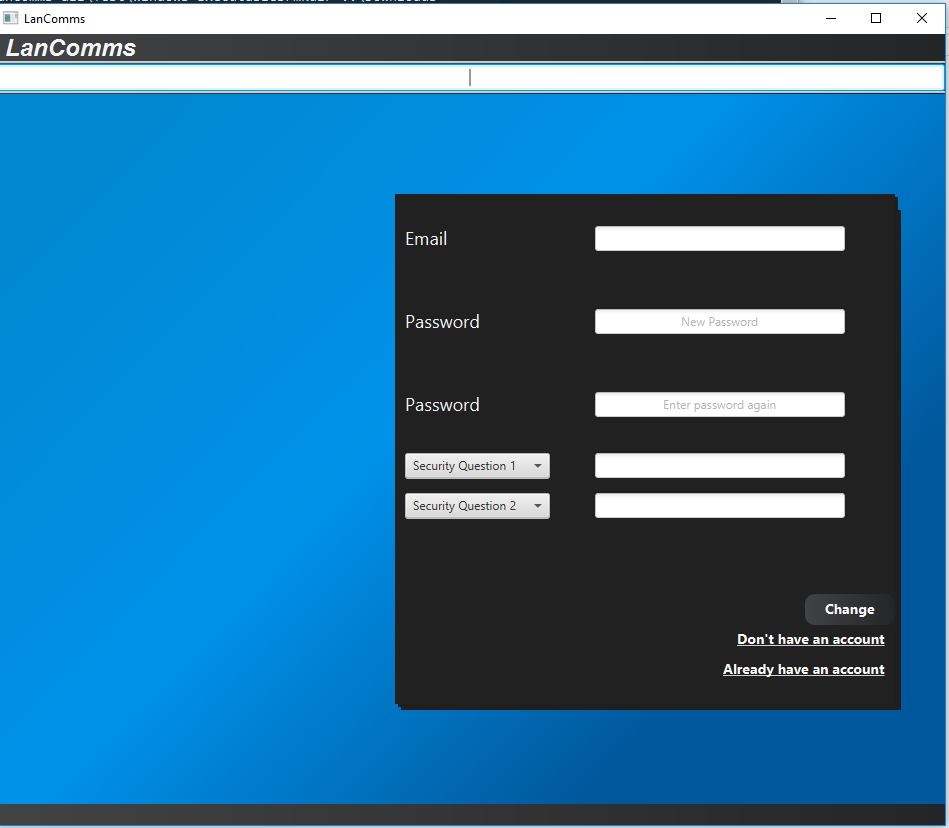 LanComms
LanComms
Email
Password
New Password
Password
Enter password again
Security Question 1
Security Question 2
Change
Don't have an account
Already have an account